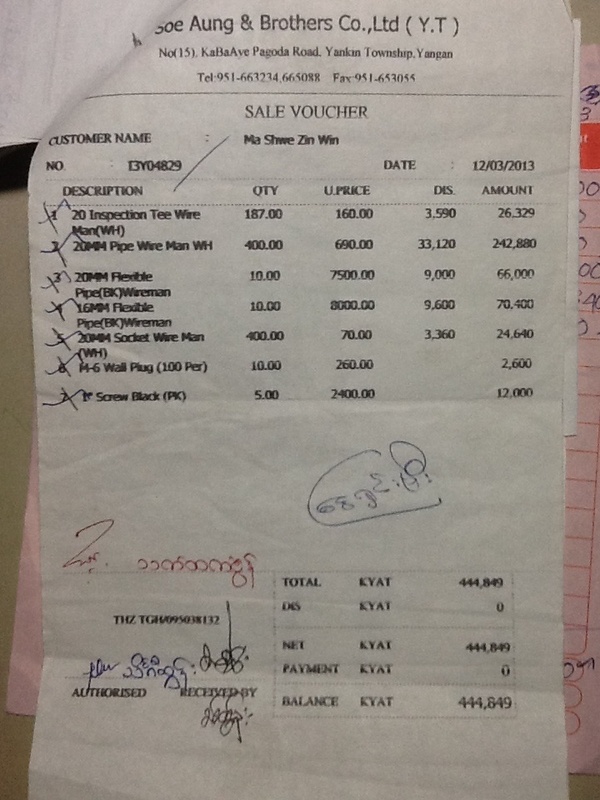 Soe Aung & Brothers Co.,Ltd ( Y.T )
No(15), KaBaAye Pagoda Road, Yankin Township,Yangan
Tel:951-663234,665088 Fax:951-653055
SALE VOUCHER
CUSTOMER NAME : Ma Shwe Zin Win
NO. I3Y04829 DATE : 12/03/2013
DESCRIPTION QTY U.PRICE DIS. AMOUNT
1 20 Inspection Tee Wire Man(WH) 187.00 160.00 3,590 26,329
2 20MM Pipe Wire Man WH 400.00 690.00 33,120 242,880
3 20MM Flexible Pipe(BK)Wireman 10.00 7500.00 9,000 66,000
4 16MM Flexible Pipe(BK)Wireman 10.00 8000.00 9,600 70,400
5 20MM Socket Wire Man (WH) 400.00 70.00 3,360 24,640
6 14-6 Wall Plug (100 Per) 10.00 260.00 2,600
7 1" Screw Black (PK) 5.00 2400.00 12,000
ငွေရှင်းပြီး
TOTAL KYAT 444,849
DIS KYAT 0
THZ TGH/095038132
NET KYAT 444,849
PAYMENT KYAT 0
AUTHORISED RECEIVED BY
BALANCE KYAT 444,849